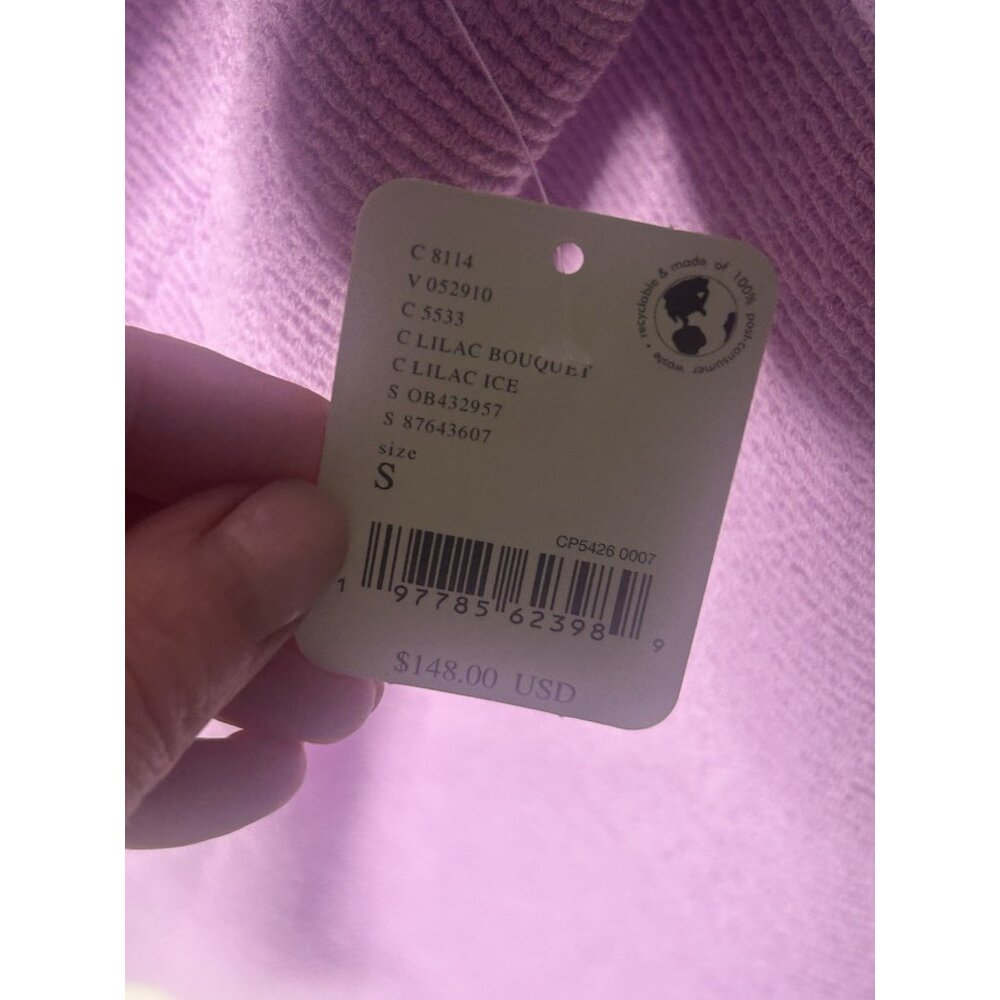 C 8114
V 052910
C 5533
C LILAC BOUQUET
C LILAC ICE
S OB432957
S 87643607
size
S
recyclable & made of 100% post-consumer waste •
CP5426 0007
1 97785 62398 9
$148.00 USD